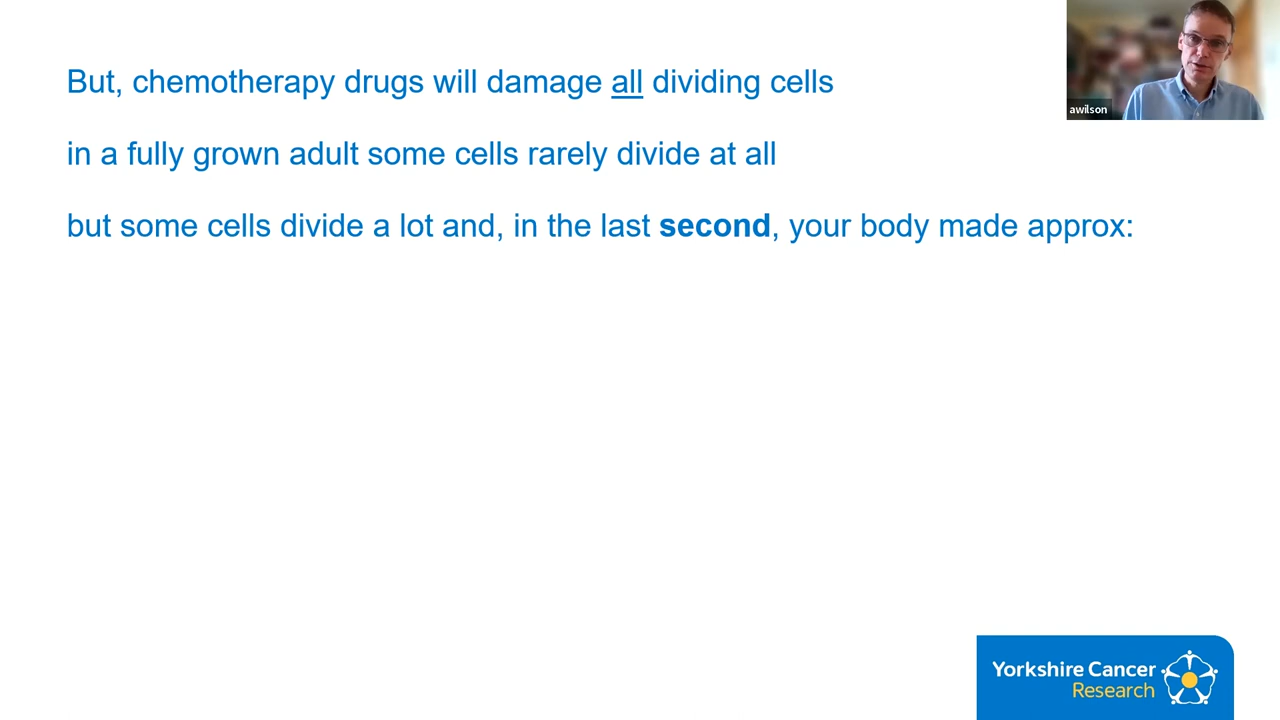 But, chemotherapy drugs will damage all dividing cells
awilson
in a fully grown adult some cells rarely divide at all
but some cells divide a lot and, in the last second, your body made approx:
Yorkshire Cancer
Research